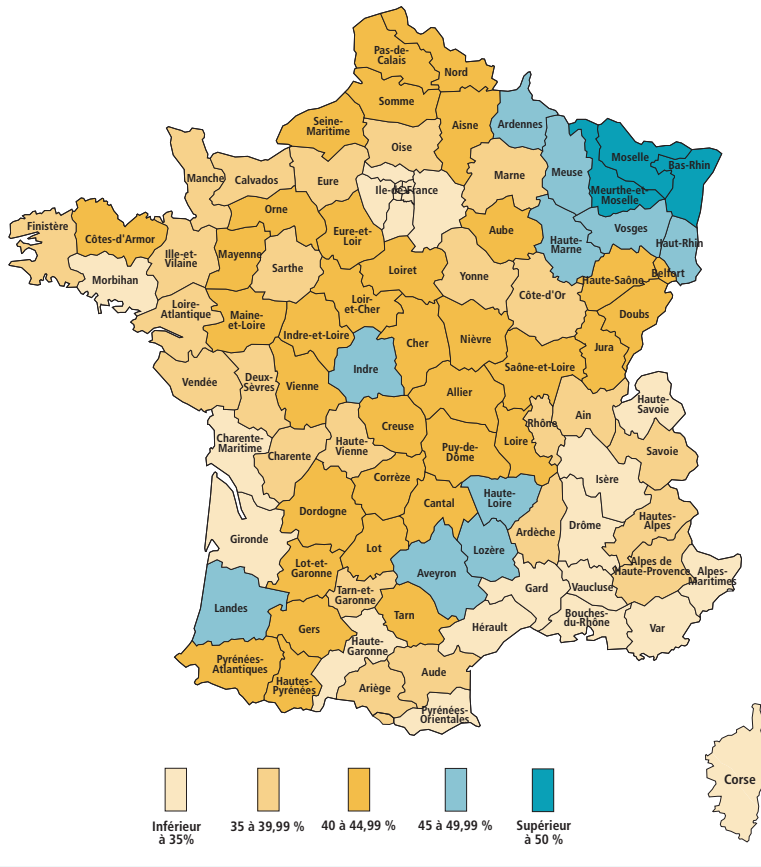 Pas-de-
Calais
Nord
Somme
Seine-
Maritime
Aisne
Ardennes
Oise
Moselle
Bas-Rhin
Manche
Calvados
Eure
Ile-de-France
Marne
Meuse
Meurthe-et-
Moselle
Orne
Finistère
Côtes-d'Armor
Eure-et-
Loir
Aube
Haute-
Marne
Vosges
Haut-Rhin
Ille-et-
Vilaine
Mayenne
Sarthe
Loiret
Yonne
Morbihan
Haute-Saône
Belfort
Loire-
Atlantique
Maine-
et-Loire
Loir-
et-Cher
Côte-d'Or
Doubs
Indre-et-Loire
Cher
Nièvre
Jura
Vendée
Deux-
Sèvres
Vienne
Indre
Saône-et-Loire
Allier
Haute-
Savoie
Charente-
Maritime
Creuse
Rhône
Ain
Charente
Haute-
Vienne
Puy-de-
Dôme
Loire
Savoie
Isère
Corrèze
Dordogne
Cantal
Haute-
Loire
Gironde
Ardèche
Drôme
Hautes-
Alpes
Lot
Lozère
Lot-et-
Garonne
Aveyron
Alpes de
Haute-Provence
Alpes-
Maritimes
Tarn-et-
Garonne
Gard
Vaucluse
Landes
Gers
Tarn
Hérault
Bouches-
du-Rhône
Var
Haute-
Garonne
Pyrénées-
Atlantiques
Hautes-
Pyrénées
Ariège
Aude
Pyrénées-
Orientales
Corse
Inférieur
à 35%
35 à 39,99 %
40 à 44,99 %
45 à 49,99 %
Supérieur
à 50 %